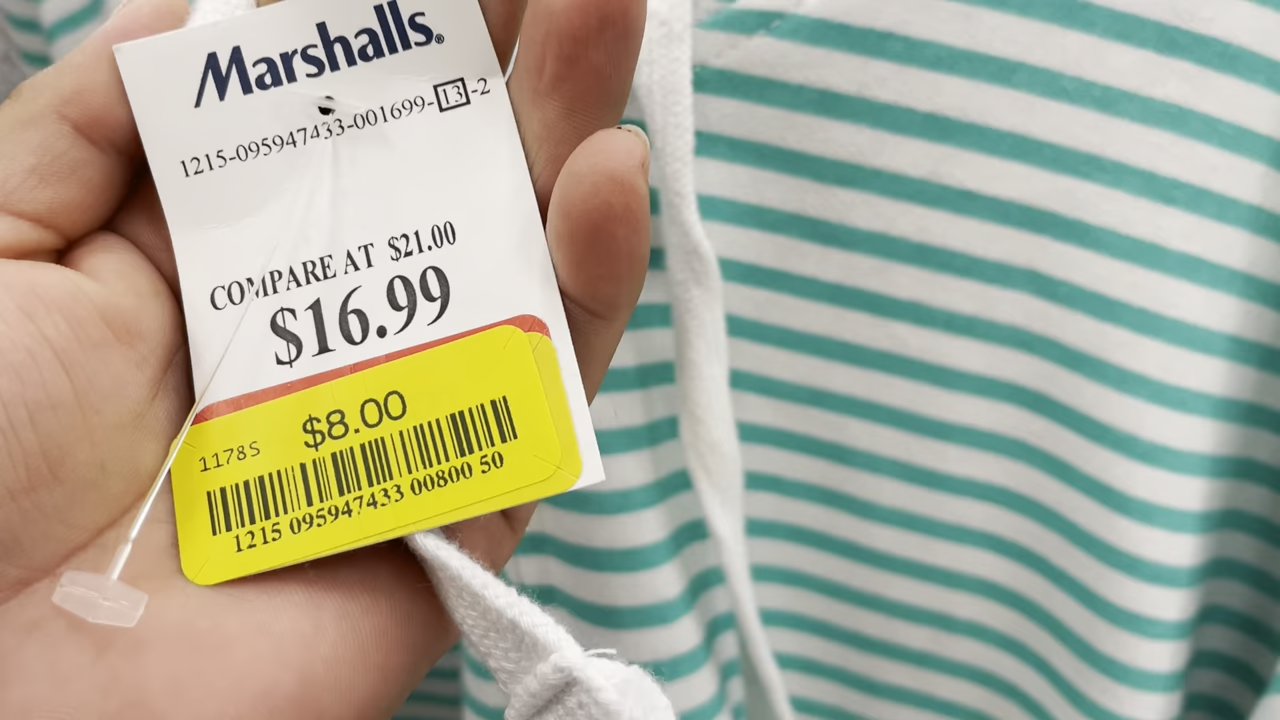 Marshalls®
1215-095947433-001699-13-2
COMPARE AT $21.00
$16.99
$8.00
1178S
1215 095947433 00800 50